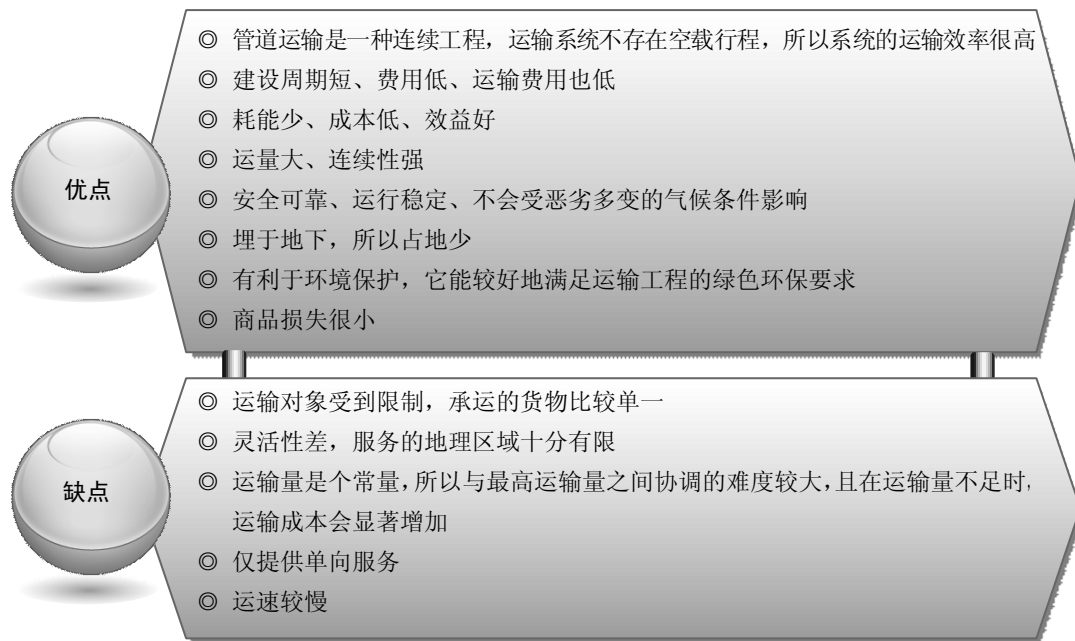 优点
◎ 管道运输是一种连续工程，运输系统不存在空载行程，所以系统的运输效率很高
◎ 建设周期短、费用低、运输费用也低
◎ 耗能少、成本低、效益好
◎ 运量大、连续性强
◎ 安全可靠、运行稳定、不会受恶劣多变的气候条件影响
◎ 埋于地下，所以占地少
◎ 有利于环境保护，它能较好地满足运输工程的绿色环保要求
◎ 商品损失很小
缺点
◎ 运输对象受到限制，承运的货物比较单一
◎ 灵活性差，服务的地理区域十分有限
◎ 运输量是个常量，所以与最高运输量之间协调的难度较大，且在运输量不足时，
运输成本会显著增加
◎ 仅提供单向服务
◎ 运速较慢